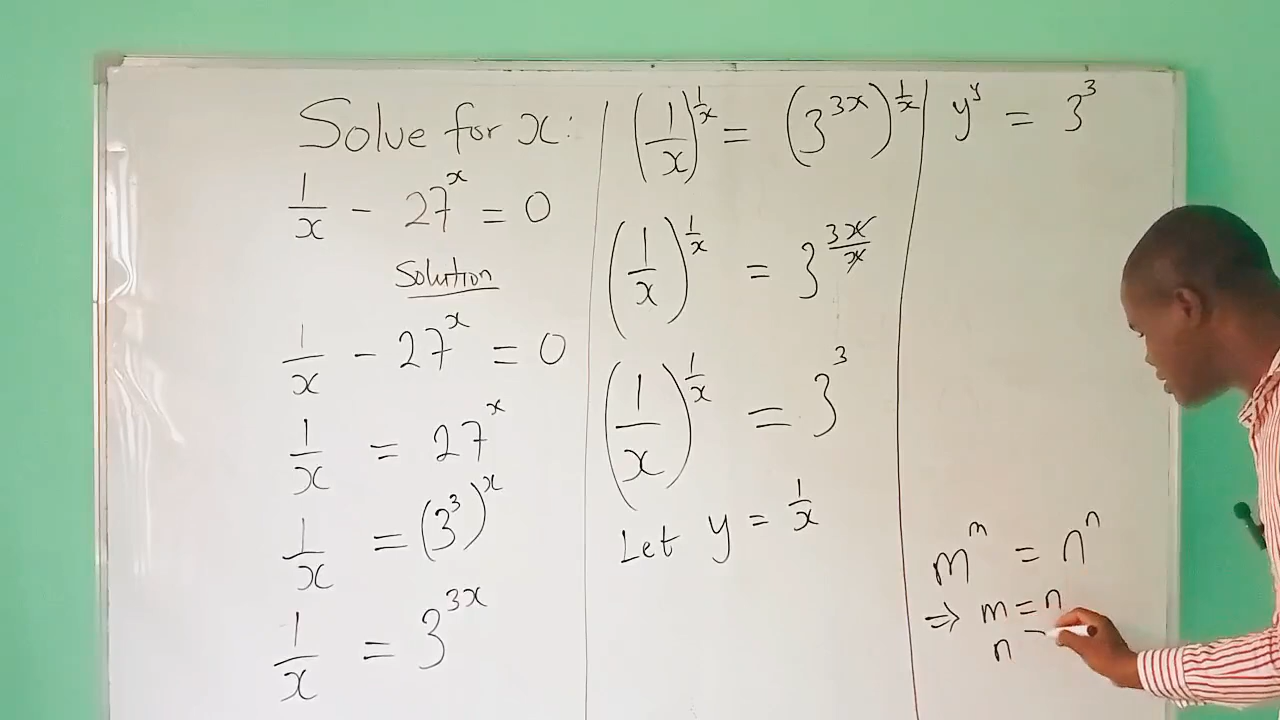 Solve for x:
1/x - 27^x = 0
Solution
1/x - 27^x = 0
1/x = 27^x
1/x = (3^3)^x
1/x = 3^(3x)
(1/x)^(1/x) = (3^(3x))^(1/x)
(1/x)^(1/x) = 3^(3x/x)
(1/x)^(1/x) = 3^3
Let y = 1/x
y^y = 3^3
m^m = n^n
⇒ m = n
n